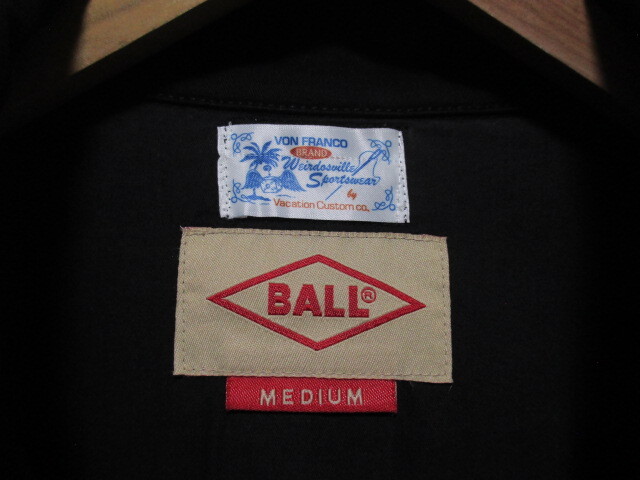 VON FRANCO
BRAND
Weirdosville
Sportswear
by
Vacation Custom co.
BALL®
MEDIUM